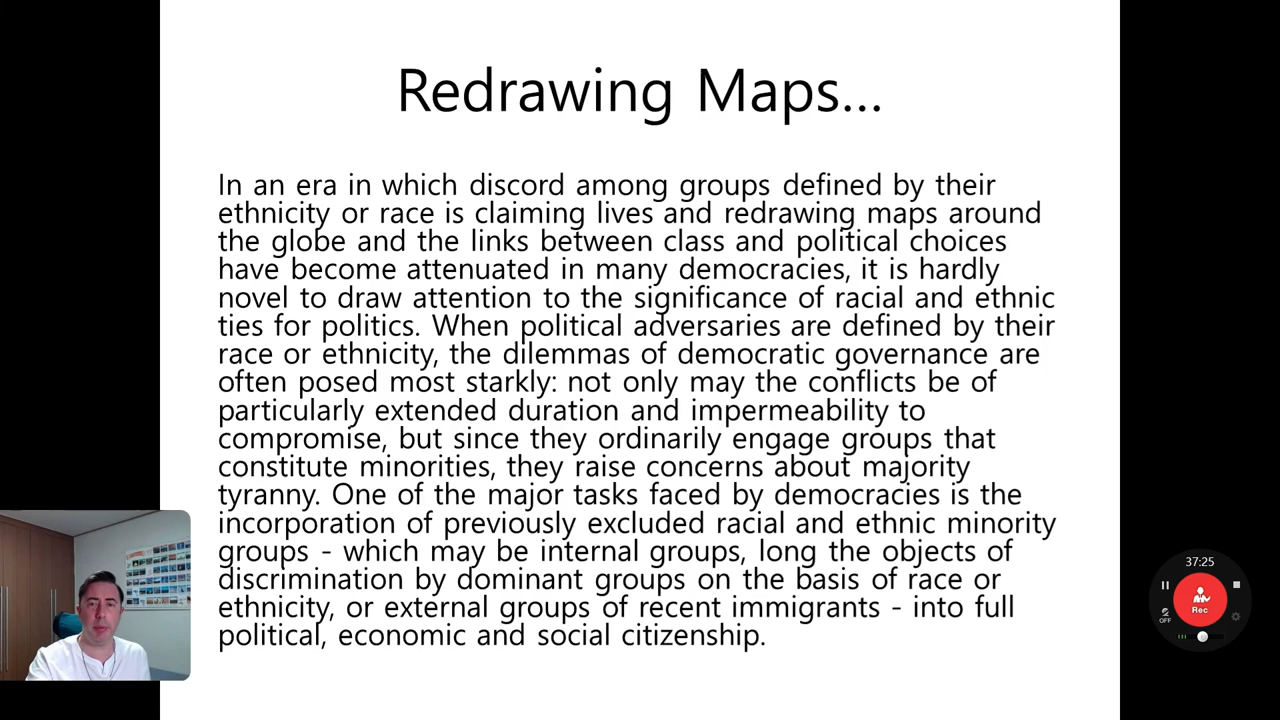 Redrawing Maps...
In an era in which discord among groups defined by their
ethnicity or race is claiming lives and redrawing maps around
the globe and the links between class and political choices
have become attenuated in many democracies, it is hardly
novel to draw attention to the significance of racial and ethnic
ties for politics. When political adversaries are defined by their
race or ethnicity, the dilemmas of democratic governance are
often posed most starkly: not only may the conflicts be of
particularly extended duration and impermeability to
compromise, but since they ordinarily engage groups that
constitute minorities, they raise concerns about majority
tyranny. One of the major tasks faced by democracies is the
incorporation of previously excluded racial and ethnic minority
groups - which may be internal groups, long the objects of
discrimination by dominant groups on the basis of race or
ethnicity, or external groups of recent immigrants - into full
political, economic and social citizenship.
37:25
Rec
OFF